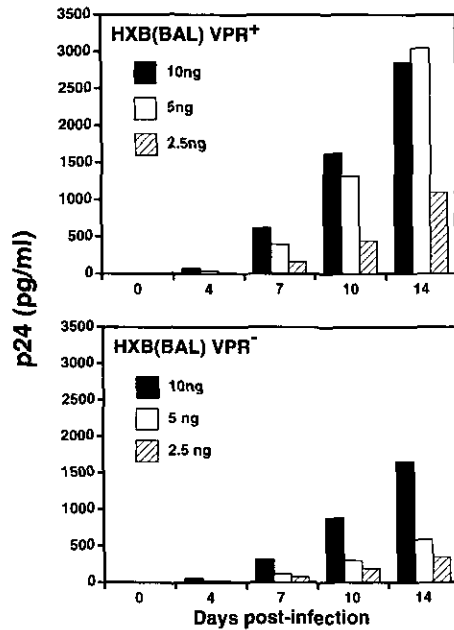 HXB(BAL) VPR+
10ng
5ng
2.5ng
3500
3000
2500
2000
1500
1000
500
0
0 4 7 10 14
p24 (pg/ml)
HXB(BAL) VPR-
10ng
5 ng
2.5 ng
3500
3000
2500
2000
1500
1000
500
0
0 4 7 10 14
Days post-infection